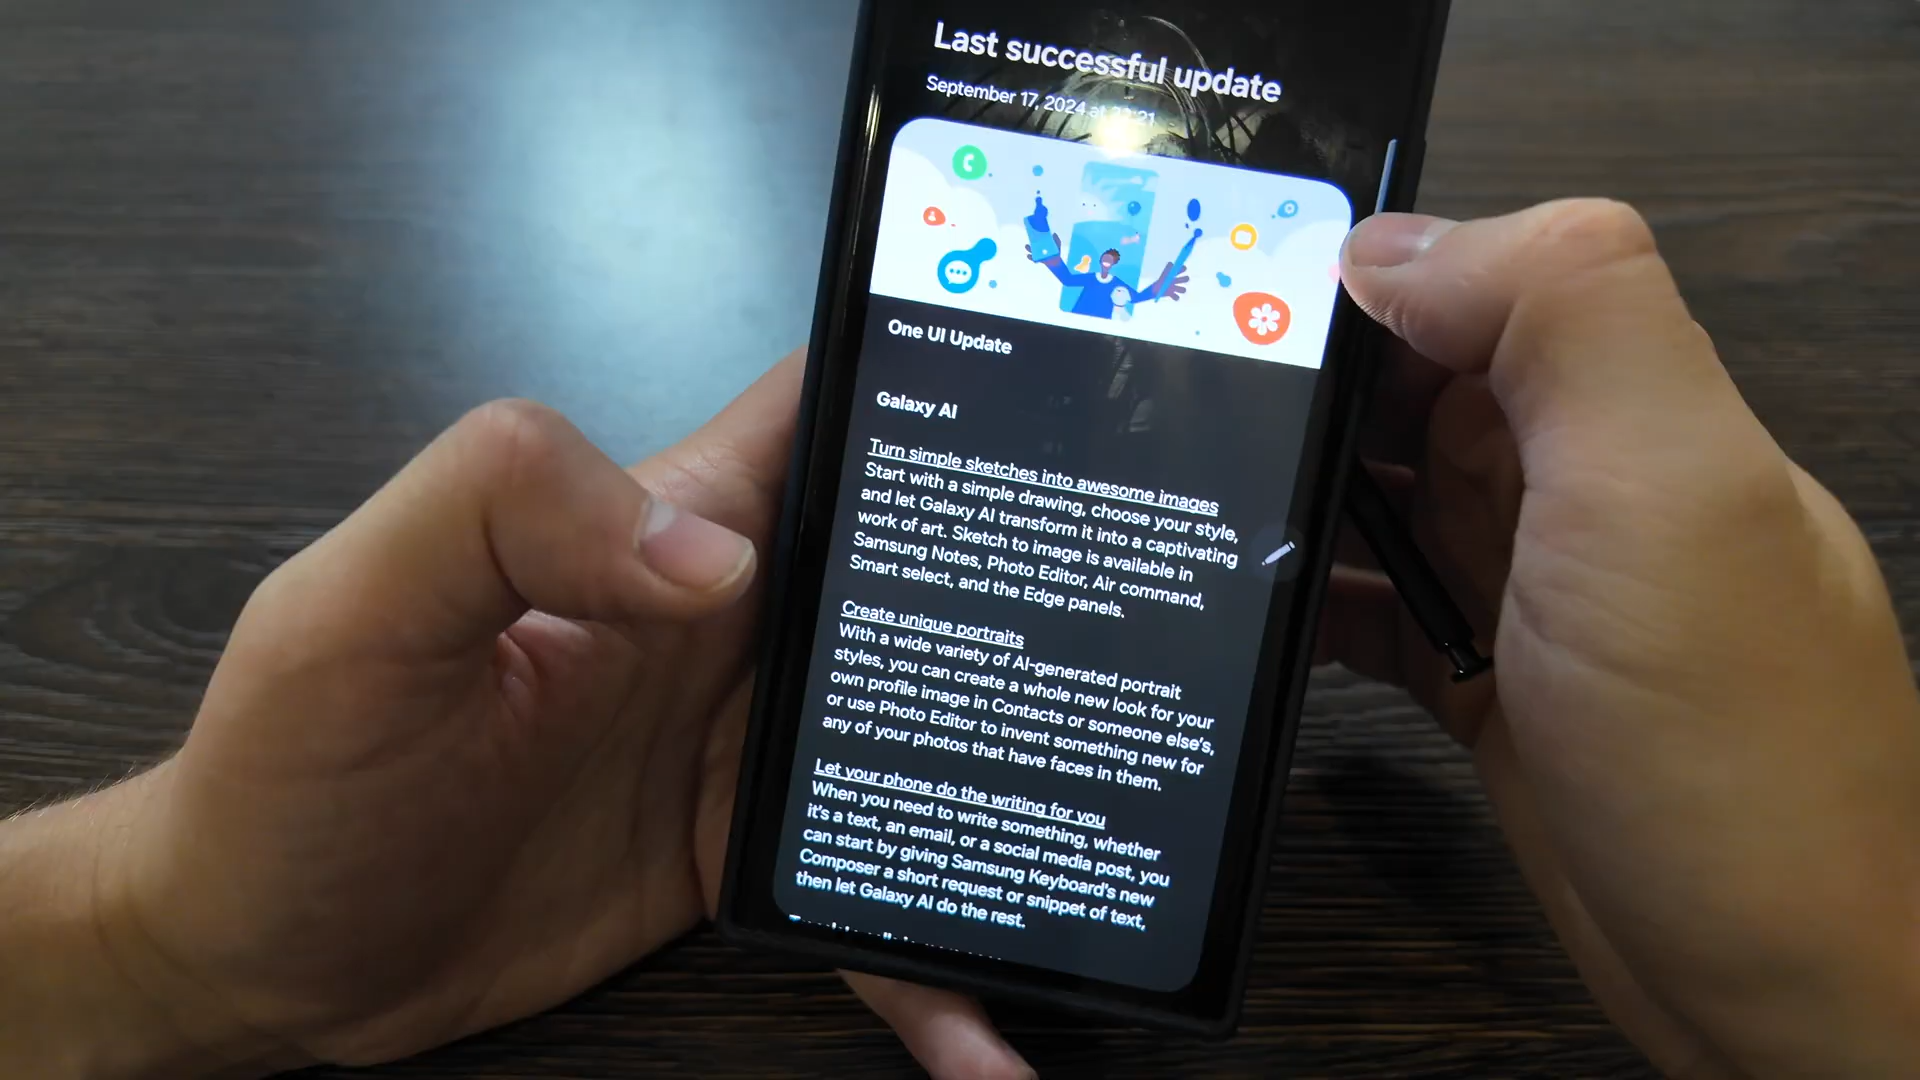 Last successful update
September 17, 2024 at
One UI Update
Galaxy AI
Turn simple sketches into awesome images
Start with a simple drawing, choose your style,
and let Galaxy AI transform it into a captivating
work of art. Sketch to image is available in
Samsung Notes, Photo Editor, Air command,
Smart select, and the Edge panels.
Create unique portraits
With a wide variety of AI-generated portrait
styles, you can create a whole new look for your
own profile image in Contacts or someone else's,
or use Photo Editor to invent something new for
any of your photos that have faces in them.
Let your phone do the writing for you
When you need to write something, whether
it's a text, an email, or a social media post, you
can start by giving Samsung Keyboard's new
Composer a short request or snippet of text,
then let Galaxy AI do the rest.